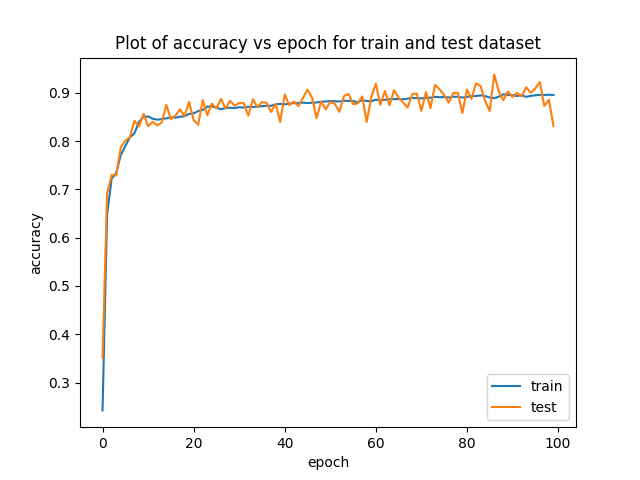 Plot of accuracy vs epoch for train and test dataset
accuracy
0.9
0.8
0.7
0.6
0.5
0.4
0.3
train
test
0 20 40 60 80 100
epoch